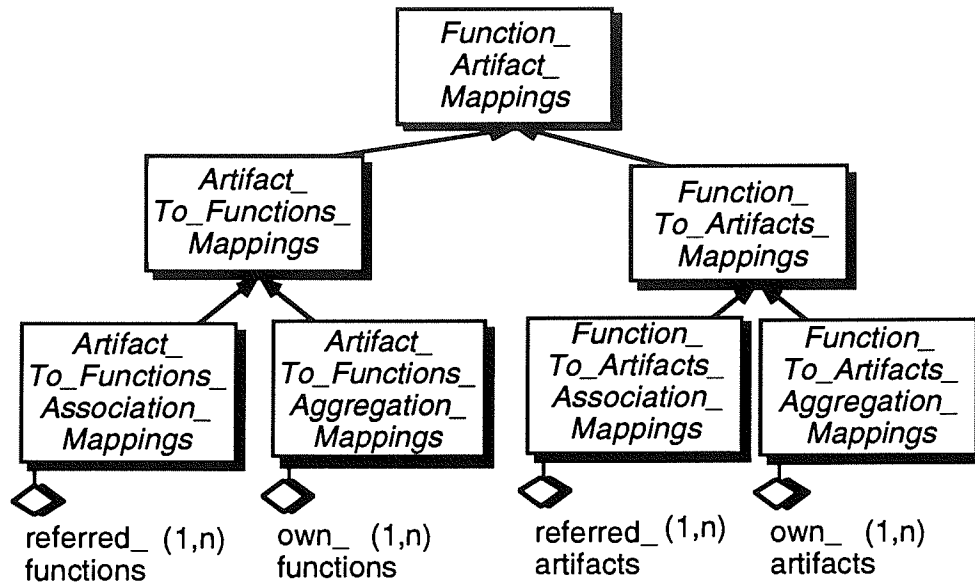 Function_
Artifact_
Mappings
Artifact_
To_Functions_
Mappings
Function_
To_Artifacts_
Mappings
Artifact_
To_Functions_
Association_
Mappings
Artifact_
To_Functions_
Aggregation_
Mappings
Function_
To_Artifacts_
Association_
Mappings
Function_
To_Artifacts_
Aggregation_
Mappings
referred_ (1,n)
functions
own_ (1,n)
functions
referred_ (1,n)
artifacts
own_ (1,n)
artifacts